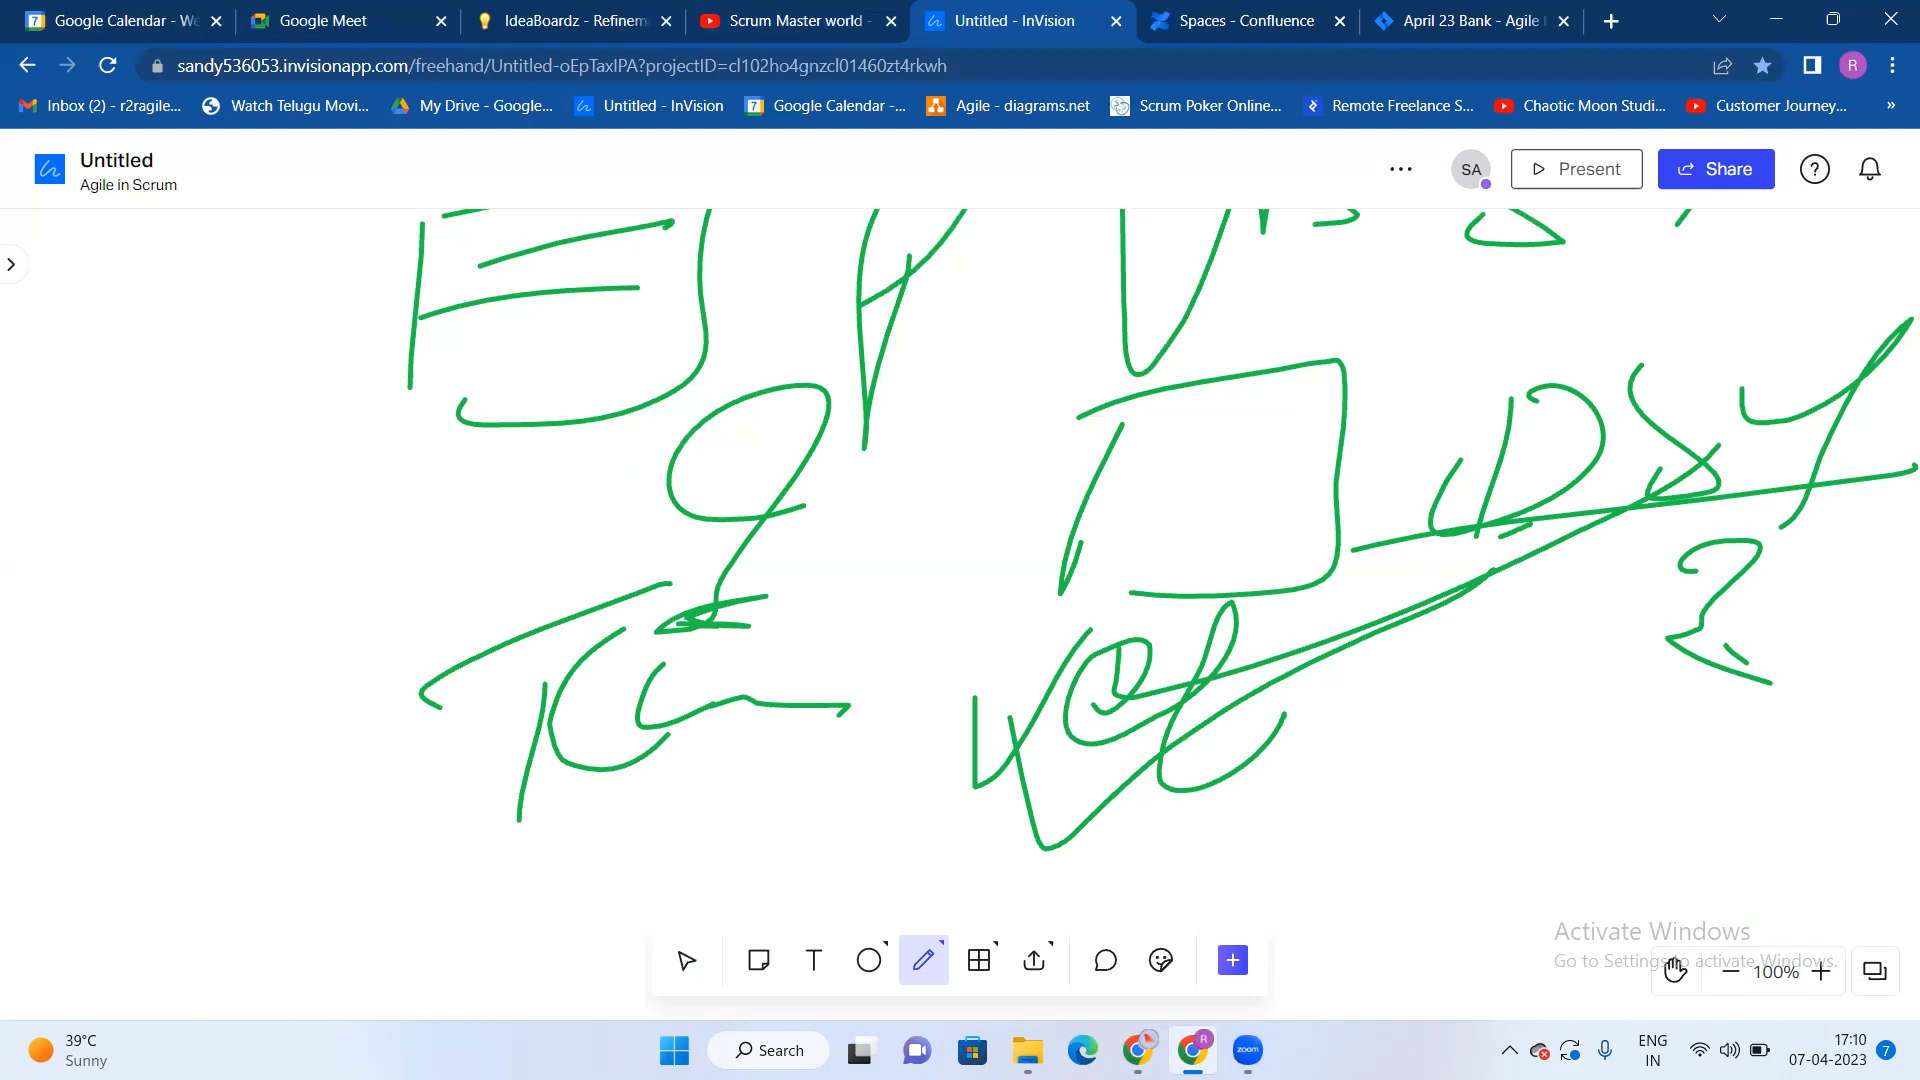 Google Calendar - We
Google Meet
IdeaBoardz - Refinem
Scrum Master world -
Untitled - InVision
Spaces - Confluence
April 23 Bank - Agile
sandy536053.invisionapp.com/freehand/Untitled-oEpTaxIPA?projectID=cl102ho4gnzcl01460zt4rkwh
R
Inbox (2) - r2ragile...
Watch Telugu Movi...
My Drive - Google...
Untitled - InVision
7
Google Calendar -...
Agile - diagrams.net
Scrum Poker Online...
Remote Freelance S...
Chaotic Moon Studi...
Customer Journey...
»
Untitled
Agile in Scrum
SA
Present
Share
Activate Windows
Go to Settings to activate Windows.
100%
39°C
Sunny
Search
zoom
ENG
IN
17:10
07-04-2023
7